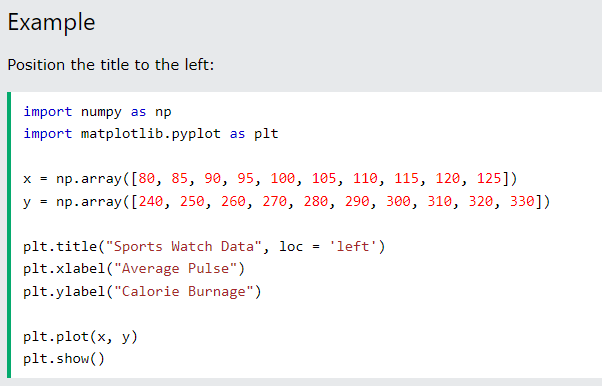 Example
Position the title to the left:
import numpy as np
import matplotlib.pyplot as plt
x = np.array([80, 85, 90, 95, 100, 105, 110, 115, 120, 125])
y = np.array([240, 250, 260, 270, 280, 290, 300, 310, 320, 330])
plt.title("Sports Watch Data", loc = 'left')
plt.xlabel("Average Pulse")
plt.ylabel("Calorie Burnage")
plt.plot(x, y)
plt.show()